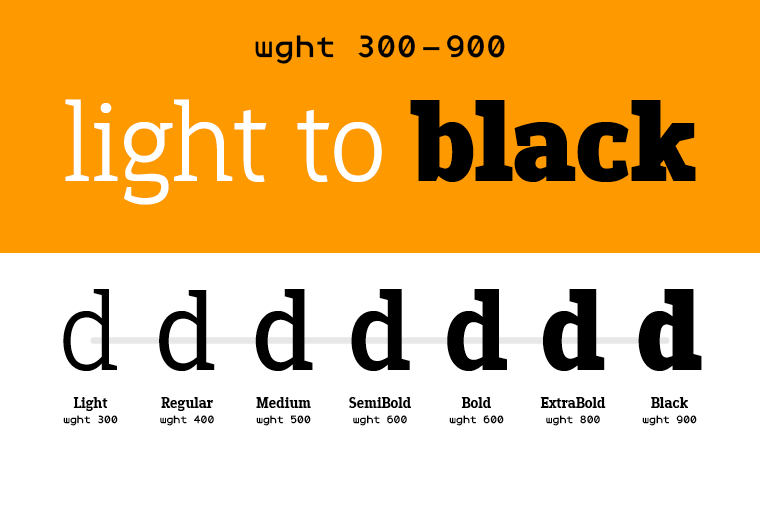 wght 300–900
light to black
d d d d d d d
Light Regular Medium SemiBold Bold ExtraBold Black
wght 300 wght 400 wght 500 wght 600 wght 600 wght 800 wght 900